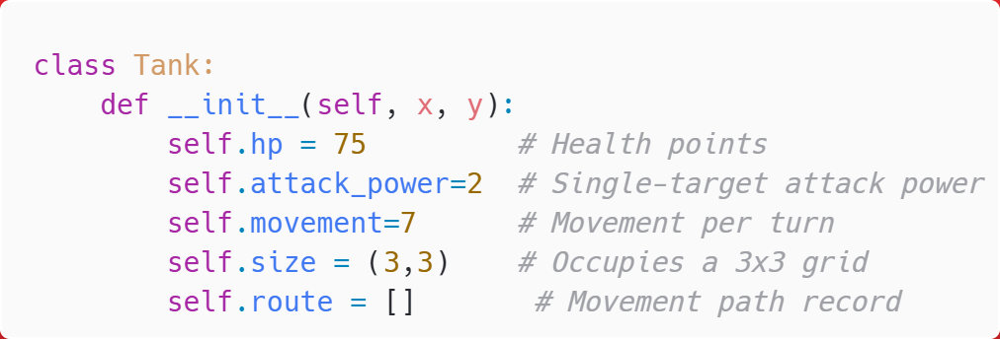 class Tank:
    def __init__(self, x, y):
        self.hp = 75         # Health points
        self.attack_power=2  # Single-target attack power
        self.movement=7      # Movement per turn
        self.size = (3,3)    # Occupies a 3x3 grid
        self.route = []       # Movement path record